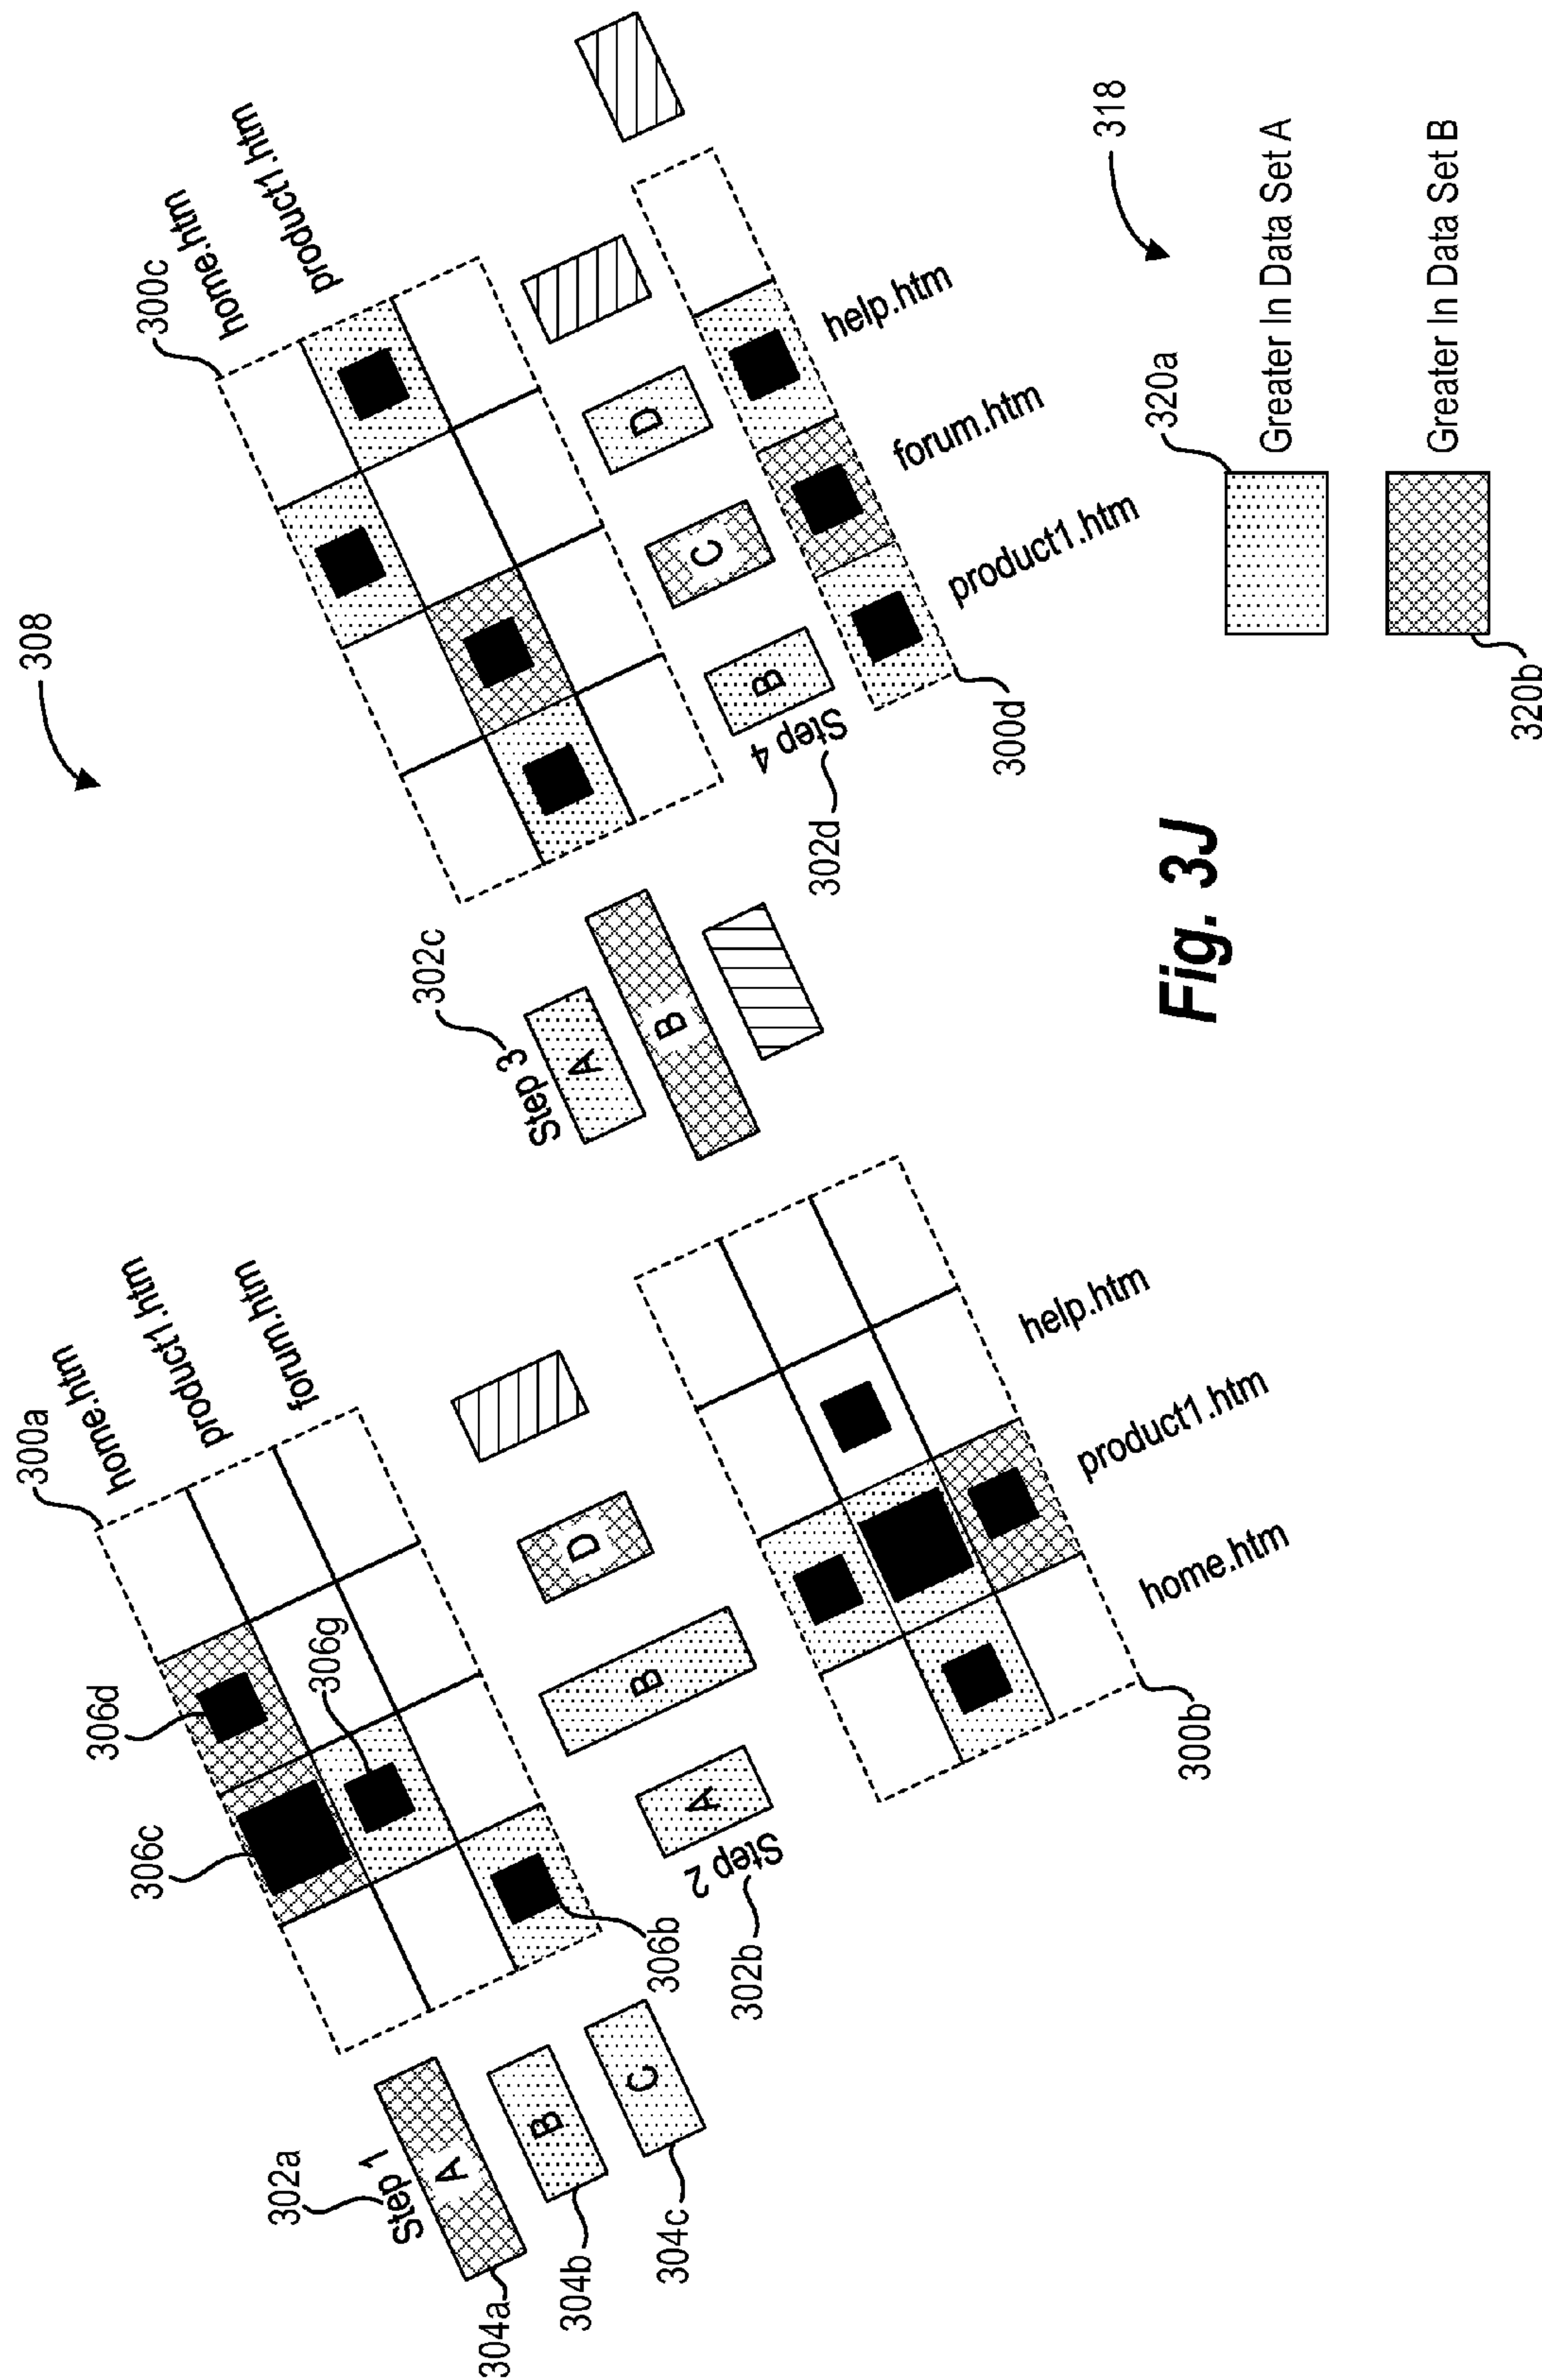 308
300a
home.htm
product1.htm
forum.htm
306d
306c
306g
306b
302a
Step 1
A
304a
B
304b
C
304c
302b
Step 2
A
B
D
300b
home.htm
product1.htm
help.htm
302c
Step 3
A
B
300c
home.htm
product1.htm
302d
Step 4
B
C
D
300d
product1.htm
forum.htm
help.htm
318
320a
Greater In Data Set A
320b
Greater In Data Set B
Fig. 3J